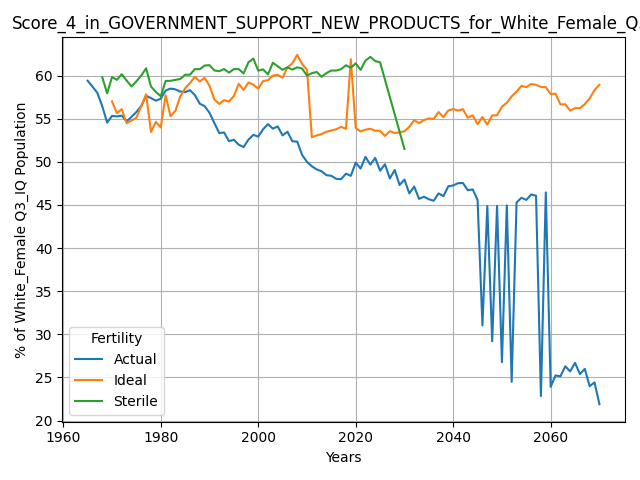 Score_4_in_GOVERNMENT_SUPPORT_NEW_PRODUCTS_for_White_Female_Q
% of White_Female Q3_IQ Population
60
55
50
45
40
35
30
25
20
Fertility
Actual
Ideal
Sterile
1960
1980
2000
2020
2040
2060
Years